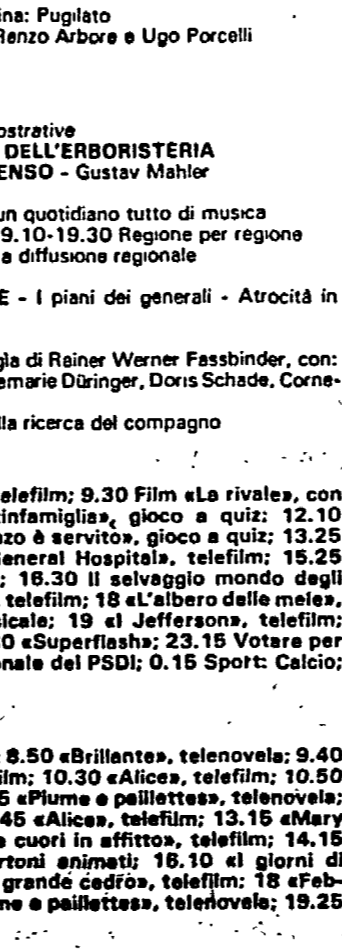 ina: Pugilato
Renzo Arbore e Ugo Porcelli
ostrative
DELL'ERBORISTERIA
ENSO - Gustav Mahler
un quotidiano tutto di musica
9.10-19.30 Regione per regione
a diffusione regionale
E - I piani dei generali - Atrocità in
gìa di Rainer Werner Fassbinder, con:
emarie Düringer, Doris Schade, Corne-
lla ricerca del compagno
elefilm; 9.30 Film «La rivale», con
infamiglia», gioco a quiz; 12.10
nzo è servito», gioco a quiz; 13.25
General Hospital», telefilm; 15.25
; 16.30 Il selvaggio mondo degli
telefilm; 18 «L'albero delle mele»,
icale; 19 «I Jefferson», telefilm;
0 «Superflash»; 23.15 Votare per
onale del PSDI; 0.15 Sport: Calcio;
8.50 «Brillante», telenovela; 9.40
ilm; 10.30 «Alice», telefilm; 10.50
5 «Piume e paillettes», telenovela;
45 «Alice», telefilm; 13.15 «Mary
e cuori in affitto», telefilm; 14.15
rtoni animati; 16.10 «I giorni di
grande cedro», telefilm; 18 «Feb-
ne e paillettes», telenovela; 19.25